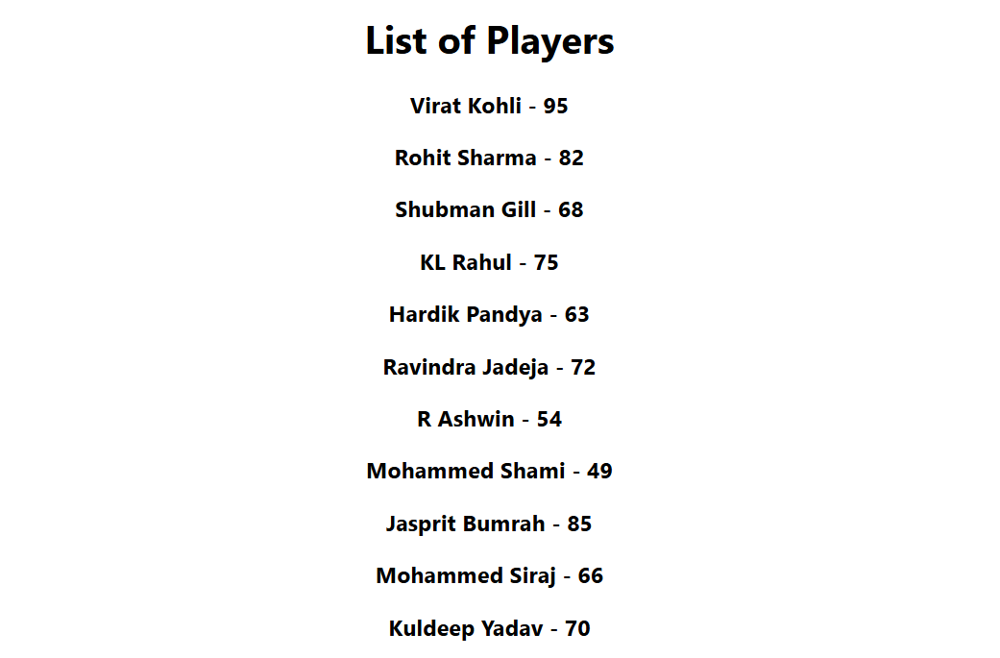 List of Players
Virat Kohli - 95
Rohit Sharma - 82
Shubman Gill - 68
KL Rahul - 75
Hardik Pandya - 63
Ravindra Jadeja - 72
R Ashwin - 54
Mohammed Shami - 49
Jasprit Bumrah - 85
Mohammed Siraj - 66
Kuldeep Yadav - 70